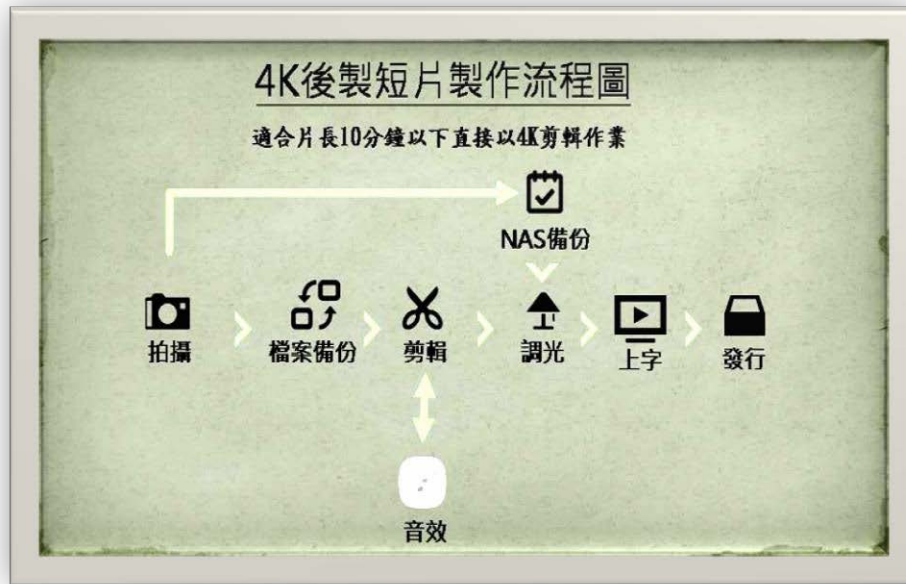 4K後製短片製作流程圖
適合片長10分鐘以下直接以4K剪輯作業
NAS備份
拍攝
檔案備份
剪輯
調光
上字
發行
音效